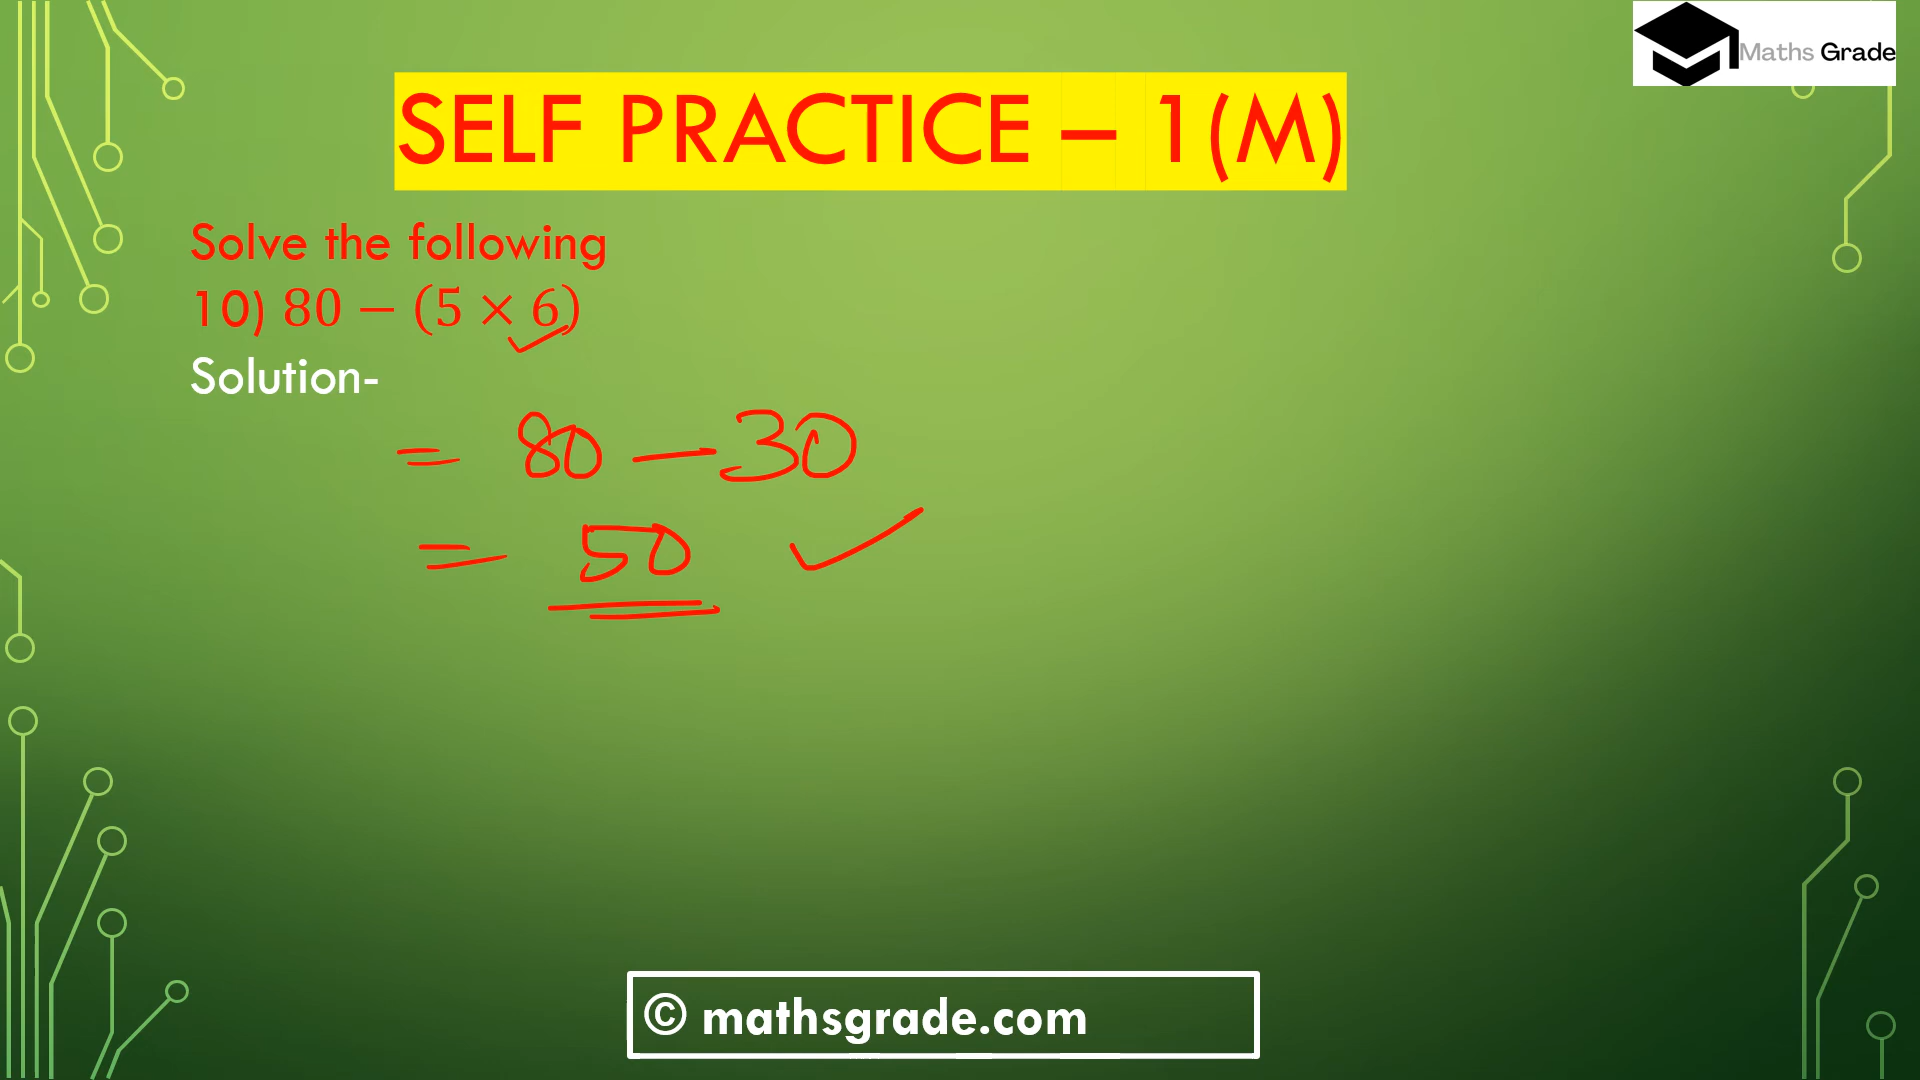 Maths Grade
SELF PRACTICE – 1(M)
Solve the following
10) 80 − (5 × 6)
Solution-
= 80 − 30
= 50
© mathsgrade.com